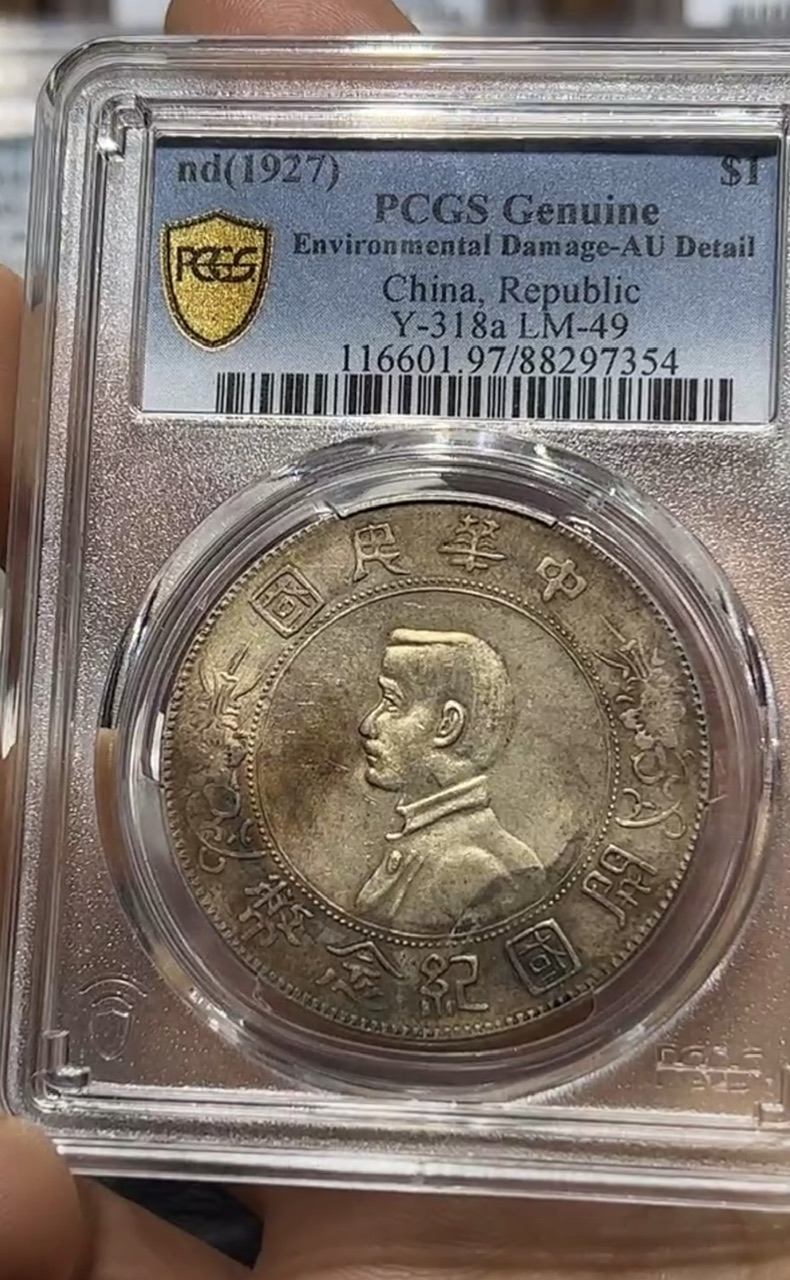 nd(1927) $1
PCGS Genuine
Environmental Damage-AU Detail
China, Republic
Y-318a LM-49
116601.97/88297354
PCGS
中華民國
開國紀念幣
PCGS